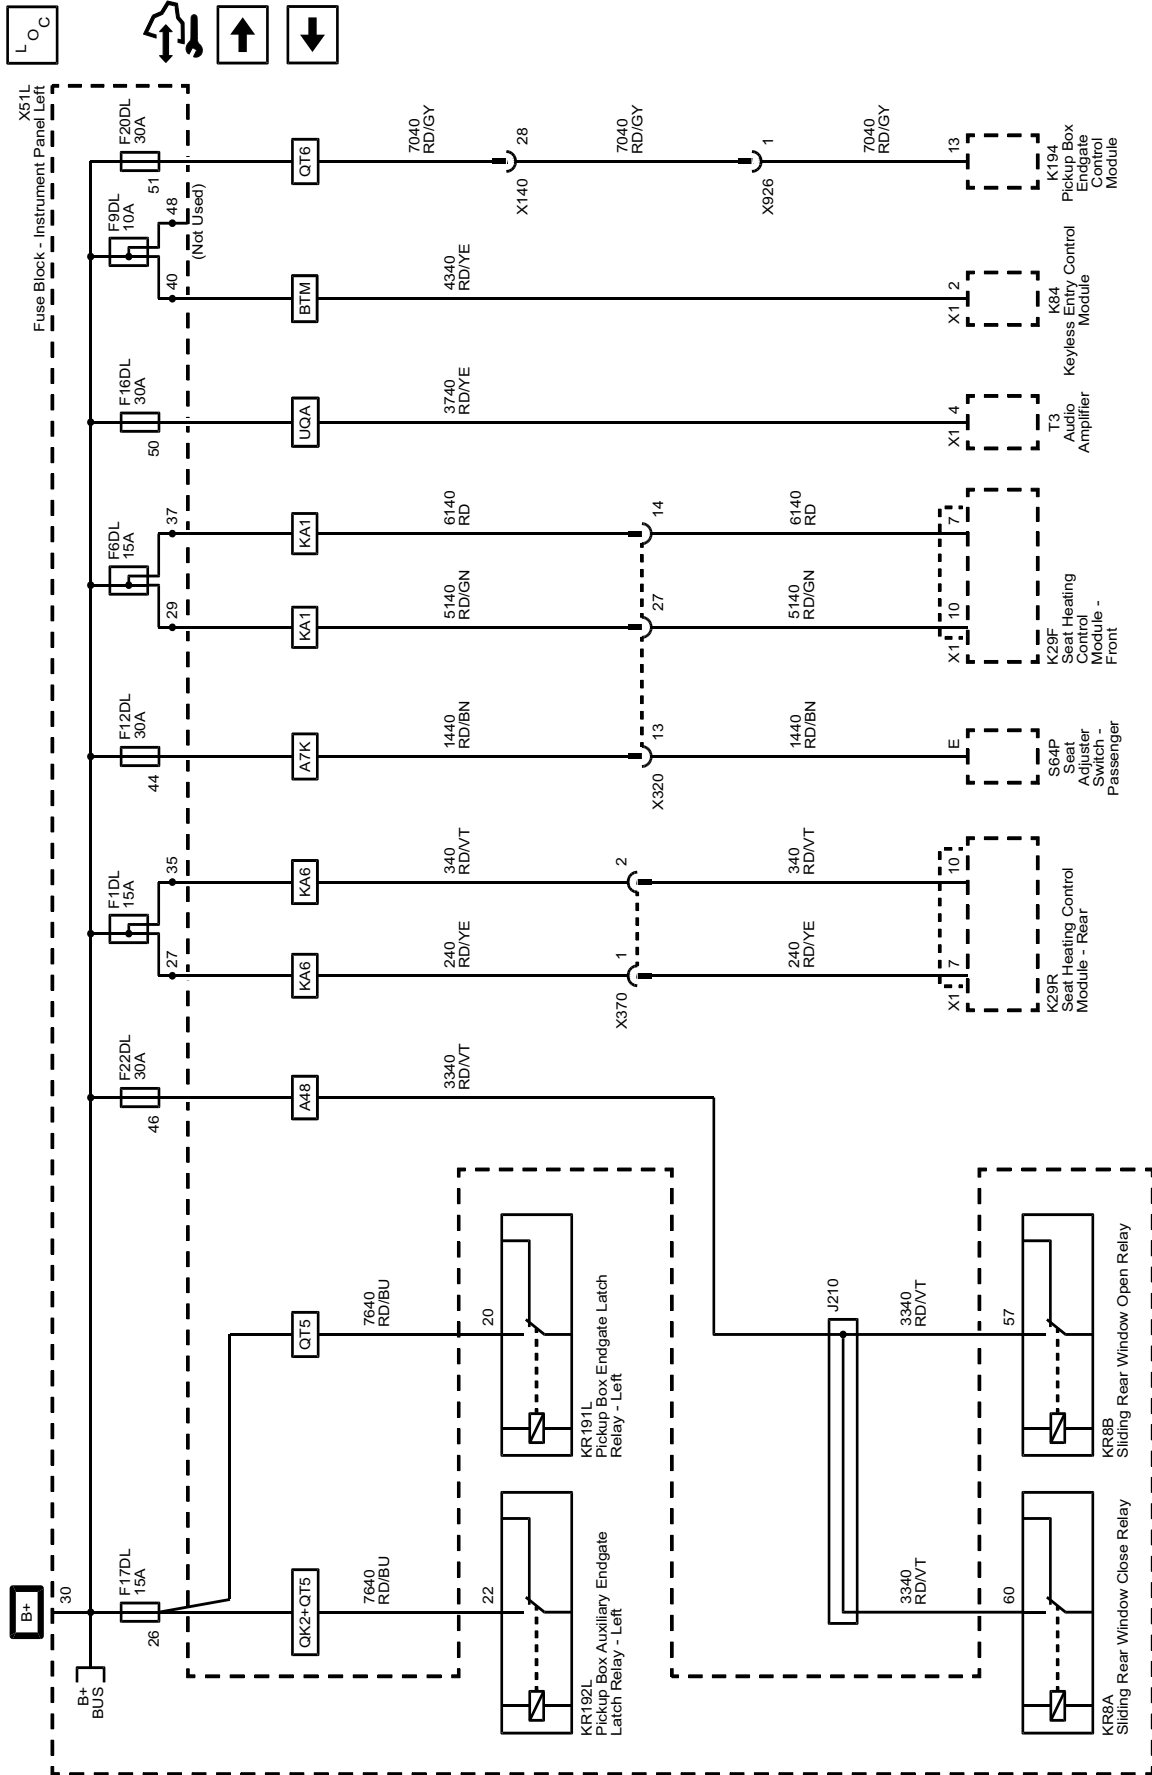 L O C
X51L
Fuse Block - Instrument Panel Left
B+
30
B+
BUS
F17DL
15A
26
F22DL
30A
46
F1DL
15A
27
35
F12DL
30A
44
F6DL
15A
29
37
F16DL
30A
50
F9DL
10A
40
48
(Not Used)
F20DL
30A
51
QK2+QT5
QT5
A48
KA6
KA6
A7K
KA1
KA1
UQA
BTM
QT6
7640
RD/BU
7640
RD/BU
3340
RD/VT
240
RD/YE
340
RD/VT
1440
RD/BN
5140
RD/GN
6140
RD
3740
RD/YE
4340
RD/YE
7040
RD/GY
22
KR192L
Pickup Box Auxiliary Endgate
Latch Relay - Left
20
KR191L
Pickup Box Endgate Latch
Relay - Left
X370
1
2
X320
13
27
14
X140
28
7040
RD/GY
X926
1
J210
3340
RD/VT
3340
RD/VT
240
RD/YE
340
RD/VT
1440
RD/BN
5140
RD/GN
6140
RD
7040
RD/GY
60
KR8A
Sliding Rear Window Close Relay
57
KR8B
Sliding Rear Window Open Relay
X1
7
10
K29R
Seat Heating Control
Module - Rear
E
S64P
Seat
Adjuster
Switch -
Passenger
X1
10
7
K29F
Seat Heating
Control
Module -
Front
X1
4
T3
Audio
Amplifier
X1
2
K84
Keyless Entry Control
Module
13
K194
Pickup Box
Endgate
Control
Module